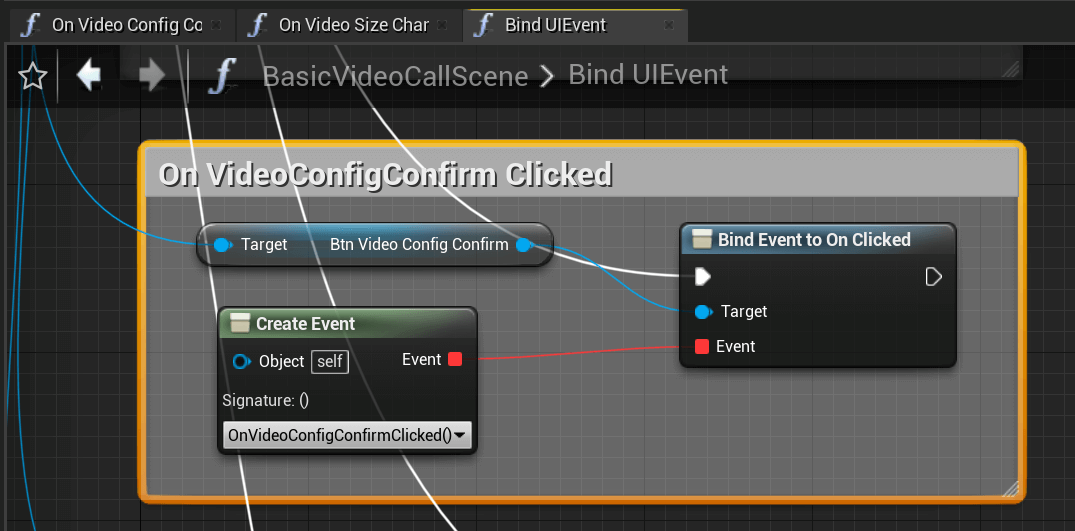 On Video Config Co
On Video Size Char
Bind UIEvent
BasicVideoCallScene > Bind UIEvent
On VideoConfigConfirm Clicked
Target
Btn Video Config Confirm
Bind Event to On Clicked
Target
Event
Create Event
Object self
Event
Signature: ()
OnVideoConfigConfirmClicked()